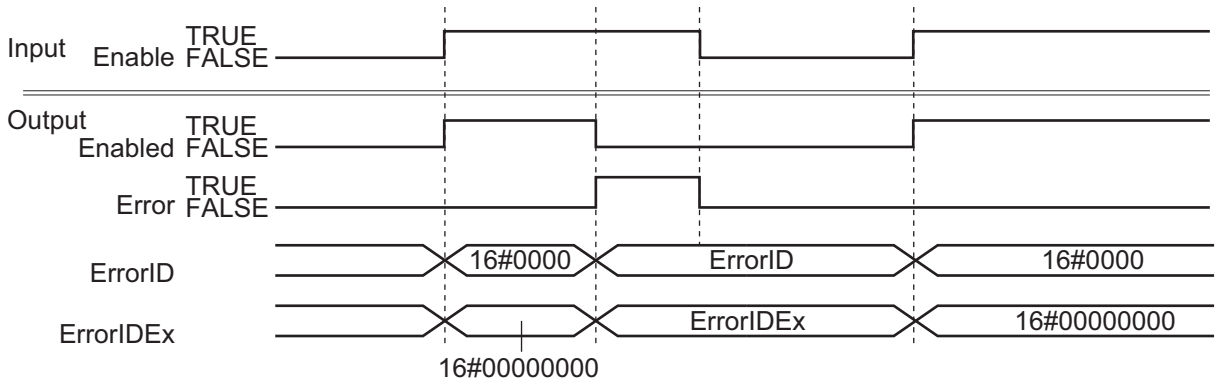 Input
Enable
TRUE
FALSE
Output
Enabled
TRUE
FALSE
Error
TRUE
FALSE
ErrorID
16#0000
ErrorID
16#0000
ErrorIDEx
ErrorIDEx
16#00000000
16#00000000